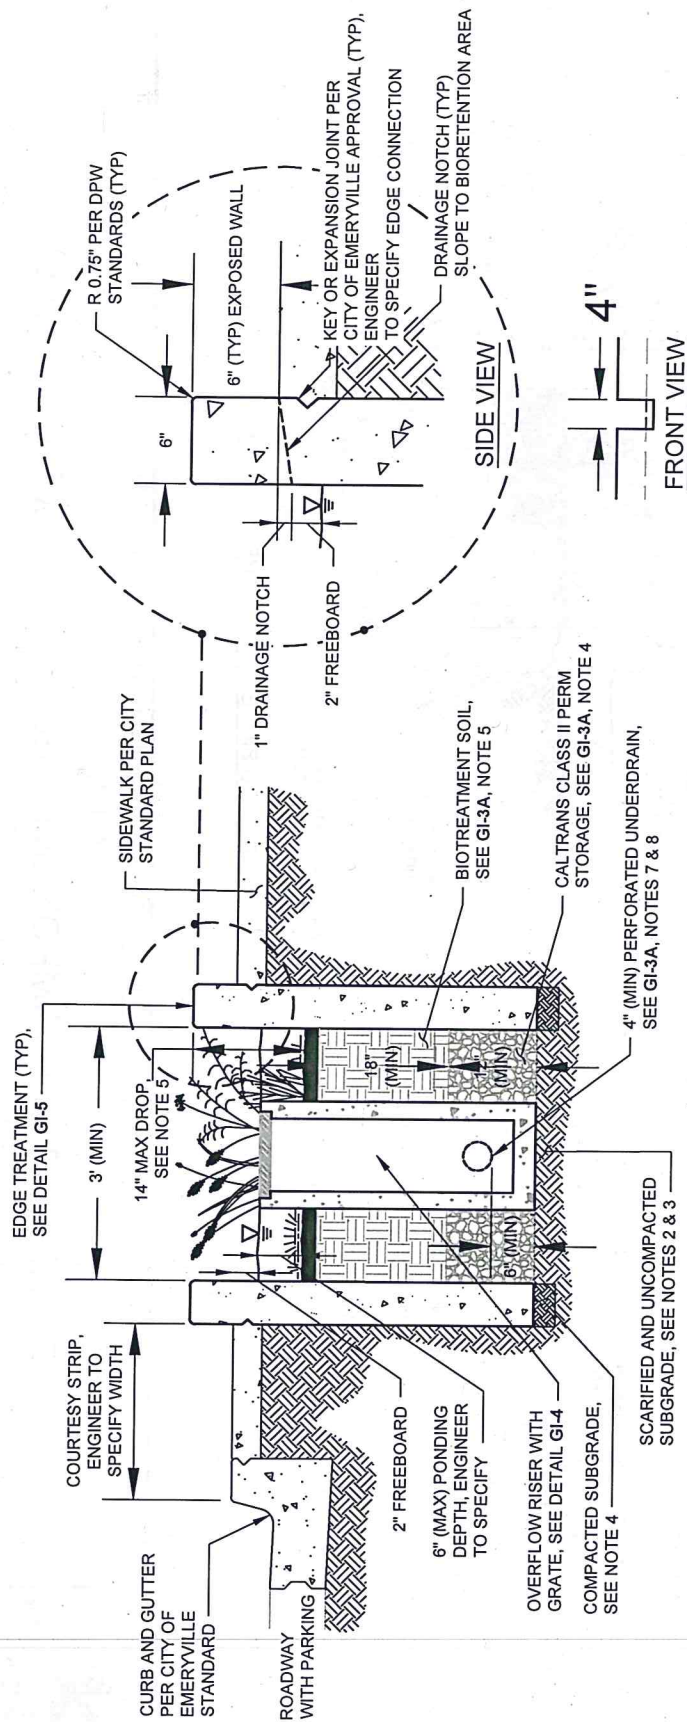 EDGE TREATMENT (TYP),
SEE DETAIL GI-5
COURTESY STRIP,
ENGINEER TO
SPECIFY WIDTH
3' (MIN)
CURB AND GUTTER
PER CITY OF
EMERYVILLE
STANDARD
ROADWAY
WITH PARKING
14" MAX DROP,
SEE NOTE 5
SIDEWALK PER CITY
STANDARD PLAN
18"
(MIN)
(MIN)
6" (MIN)
2" FREEBOARD
6" (MAX) PONDING
DEPTH, ENGINEER
TO SPECIFY
OVERFLOW RISER WITH
GRATE, SEE DETAIL GI-4
COMPACTED SUBGRADE,
SEE NOTE 4
SCARIFIED AND UNCOMPACTED
SUBGRADE, SEE NOTES 2 & 3
BIOTREATMENT SOIL,
SEE GI-3A, NOTE 5
CALTRANS CLASS II PERM
STORAGE, SEE GI-3A, NOTE 4
4" (MIN) PERFORATED UNDERDRAIN,
SEE GI-3A, NOTES 7 & 8
R 0.75" PER DPW
STANDARDS (TYP)
6"
6" (TYP) EXPOSED WALL
1" DRAINAGE NOTCH
2" FREEBOARD
KEY OR EXPANSION JOINT PER
CITY OF EMERYVILLE APPROVAL (TYP),
ENGINEER
TO SPECIFY EDGE CONNECTION
DRAINAGE NOTCH (TYP)
SLOPE TO BIORETENTION AREA
SIDE VIEW
4"
FRONT VIEW